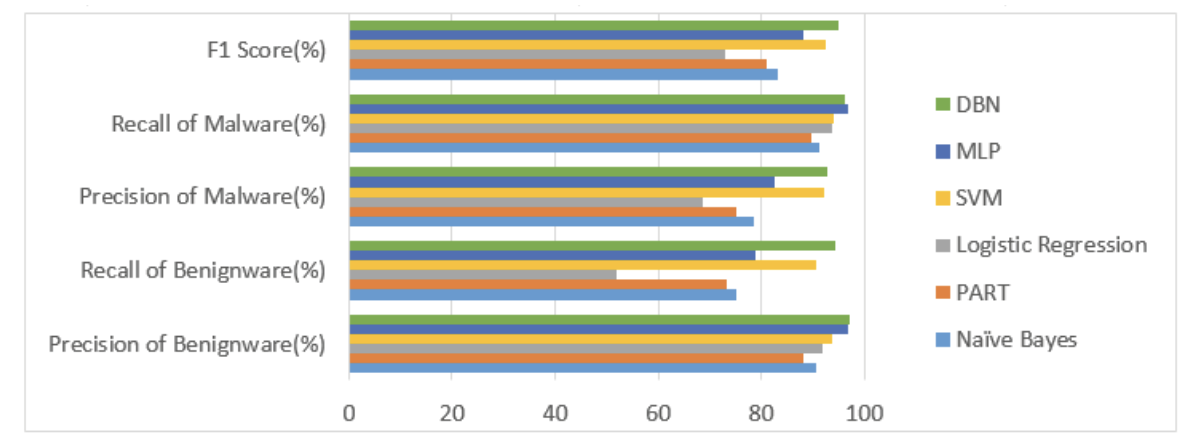 F1 Score(%)
Recall of Malware(%)
Precision of Malware(%)
Recall of Benignware(%)
Precision of Benignware(%)
0 20 40 60 80 100
DBN
MLP
SVM
Logistic Regression
PART
Naïve Bayes